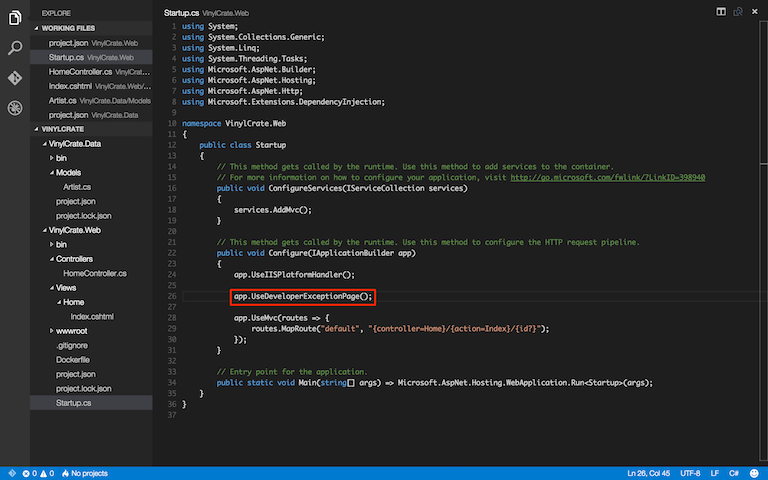 EXPLORE
WORKING FILES
project.json VinylCrate.Web
Startup.cs VinylCrate.Web
HomeController.cs VinylCrat...
Index.cshtml VinylCrate.Web/...
Artist.cs VinylCrate.Data/Models
project.json VinylCrate.Data
VINYLCRATE
VinylCrate.Data
bin
Models
Artist.cs
project.json
project.lock.json
VinylCrate.Web
bin
Controllers
HomeController.cs
Views
Home
Index.cshtml
wwwroot
.gitignore
Dockerfile
project.json
project.lock.json
Startup.cs
Startup.cs VinylCrate.Web
1 using System;
2 using System.Collections.Generic;
3 using System.Linq;
4 using System.Threading.Tasks;
5 using Microsoft.AspNet.Builder;
6 using Microsoft.AspNet.Hosting;
7 using Microsoft.AspNet.Http;
8 using Microsoft.Extensions.DependencyInjection;
9
10 namespace VinylCrate.Web
11 {
12 public class Startup
13 {
14 // This method gets called by the runtime. Use this method to add services to the container.
15 // For more information on how to configure your application, visit http://go.microsoft.com/fwlink/?LinkID=398940
16 public void ConfigureServices(IServiceCollection services)
17 {
18 services.AddMvc();
19 }
20
21 // This method gets called by the runtime. Use this method to configure the HTTP request pipeline.
22 public void Configure(IApplicationBuilder app)
23 {
24 app.UseIISPlatformHandler();
25
26 app.UseDeveloperExceptionPage();
27
28 app.UseMvc(routes => {
29 routes.MapRoute("default", "{controller=Home}/{action=Index}/{id?}");
30 });
31 }
32
33 // Entry point for the application.
34 public static void Main(string[] args) => Microsoft.AspNet.Hosting.WebApplication.Run<Startup>(args);
35 }
36 }
37
0 0 No projects
Ln 26, Col 45 UTF-8 LF C#